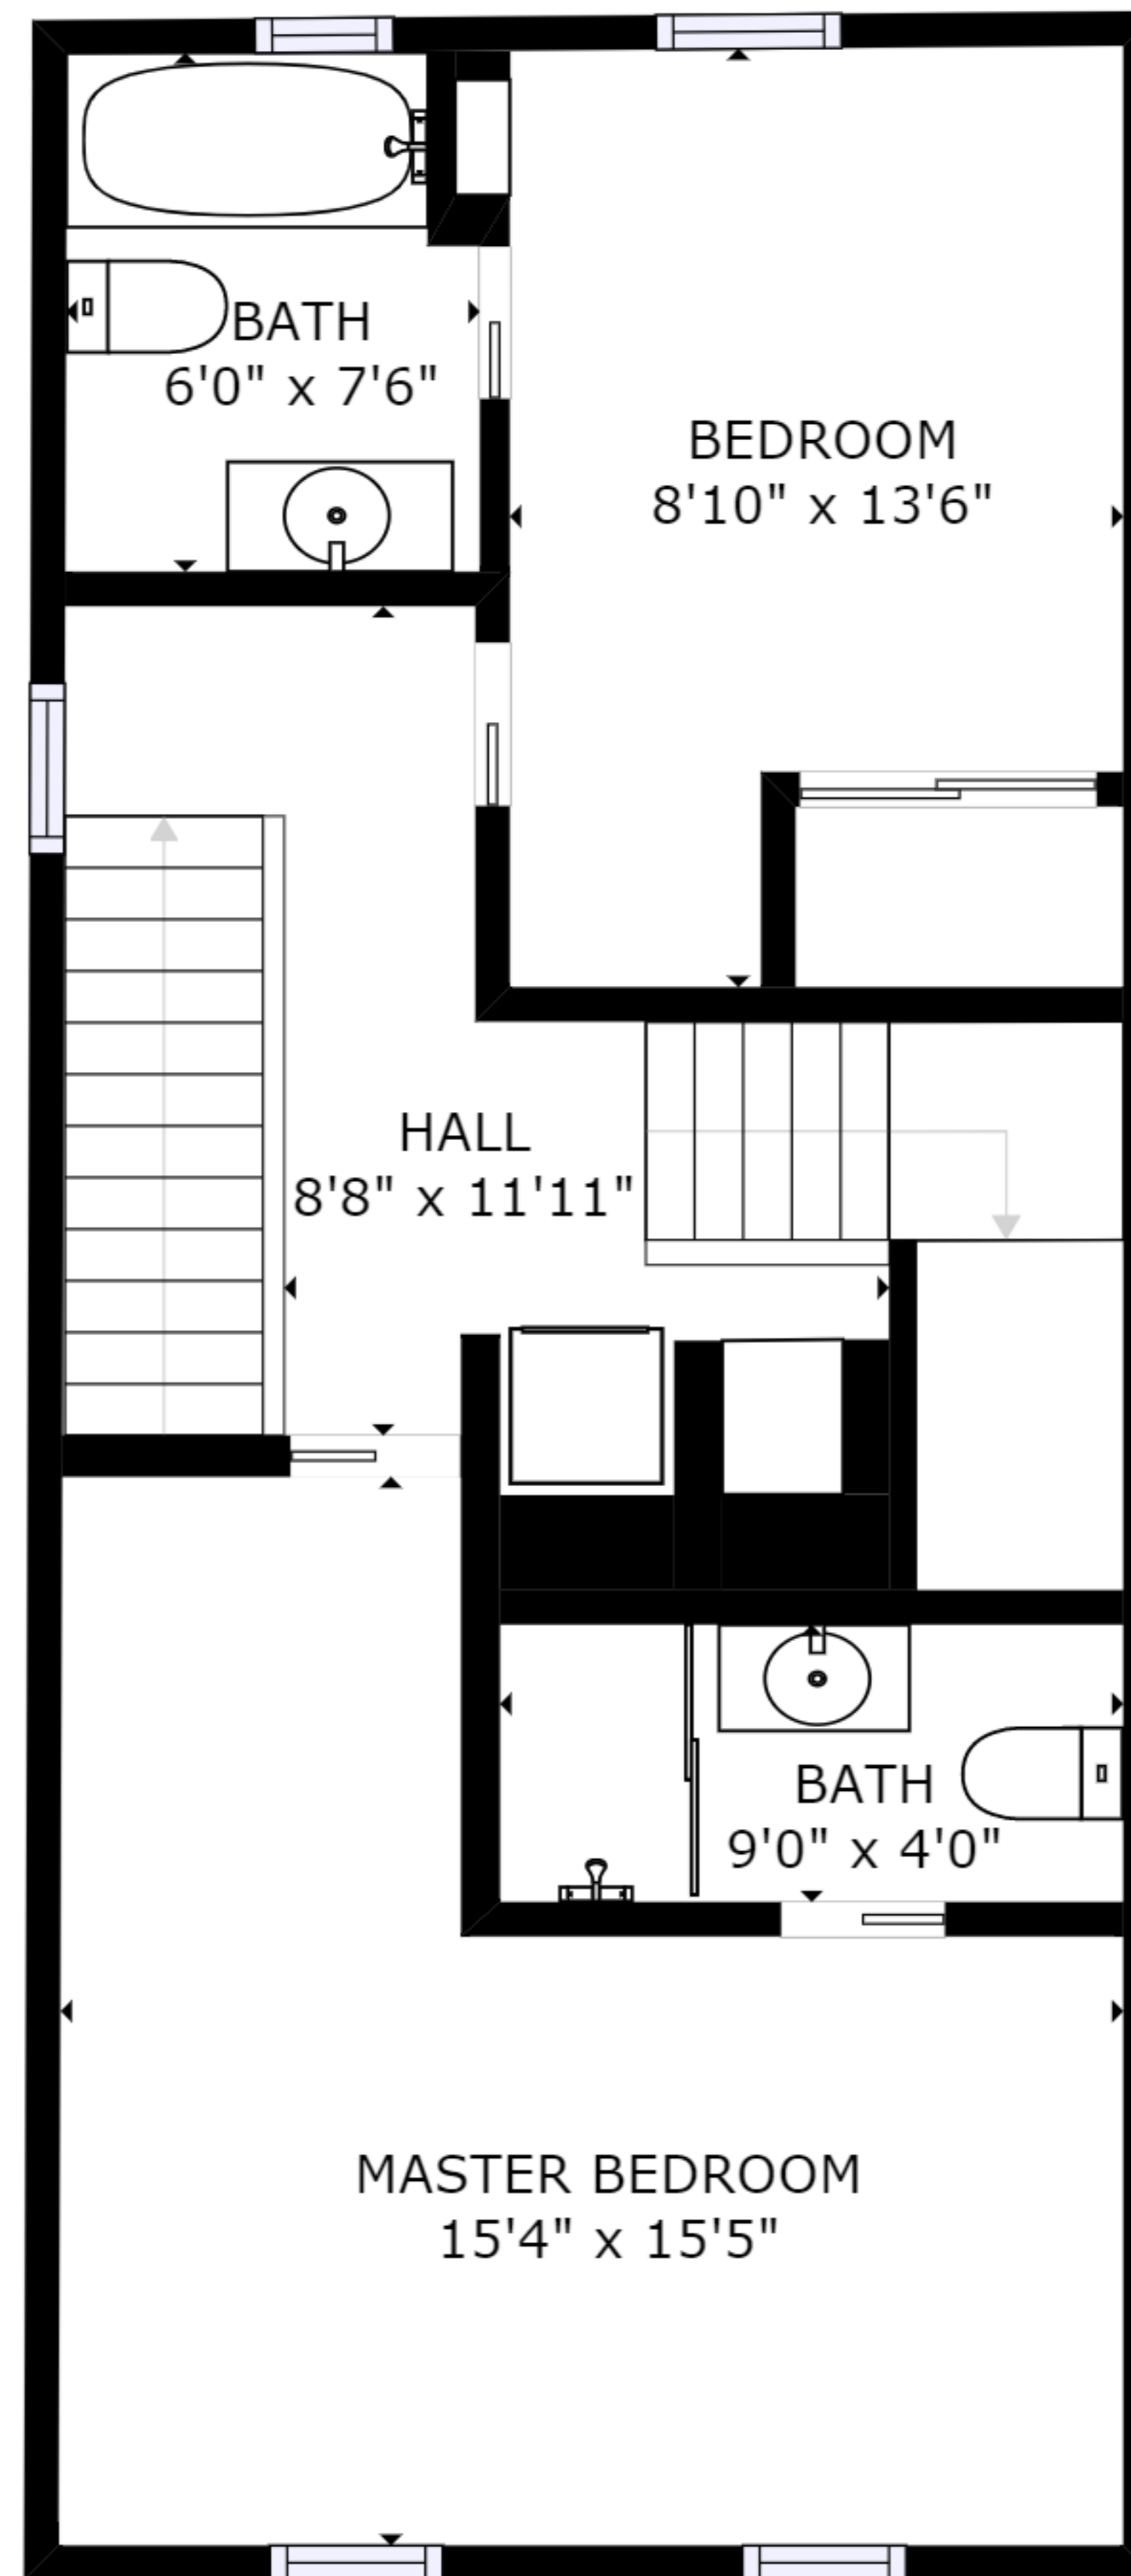 BATH
6'0" x 7'6"
BEDROOM
8'10" x 13'6"
HALL
8'8" x 11'11"
BATH
9'0" x 4'0"
MASTER BEDROOM
15'4" x 15'5"